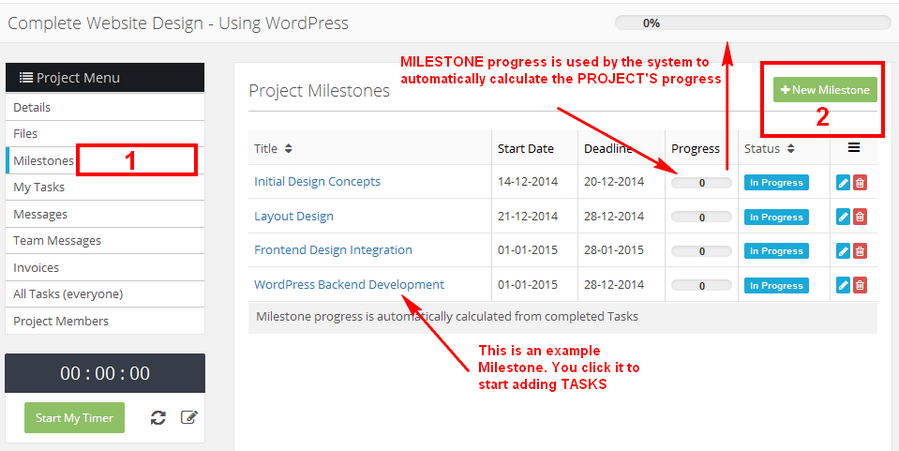 Complete Website Design - Using WordPress
0%
MILESTONE progress is used by the system to
automatically calculate the PROJECT'S progress
Project Menu
Details
Files
Milestones
1
My Tasks
Messages
Team Messages
Invoices
All Tasks (everyone)
Project Members
00 : 00 : 00
Start My Timer
Project Milestones
+ New Milestone
2
Title Start Date Deadline Progress Status
Initial Design Concepts 14-12-2014 20-12-2014 0 In Progress
Layout Design 21-12-2014 28-12-2014 0 In Progress
Frontend Design Integration 01-01-2015 28-01-2015 0 In Progress
WordPress Backend Development 01-01-2015 28-12-2014 0 In Progress
Milestone progress is automatically calculated from completed Tasks
This is an example
Milestone. You click it to
start adding TASKS